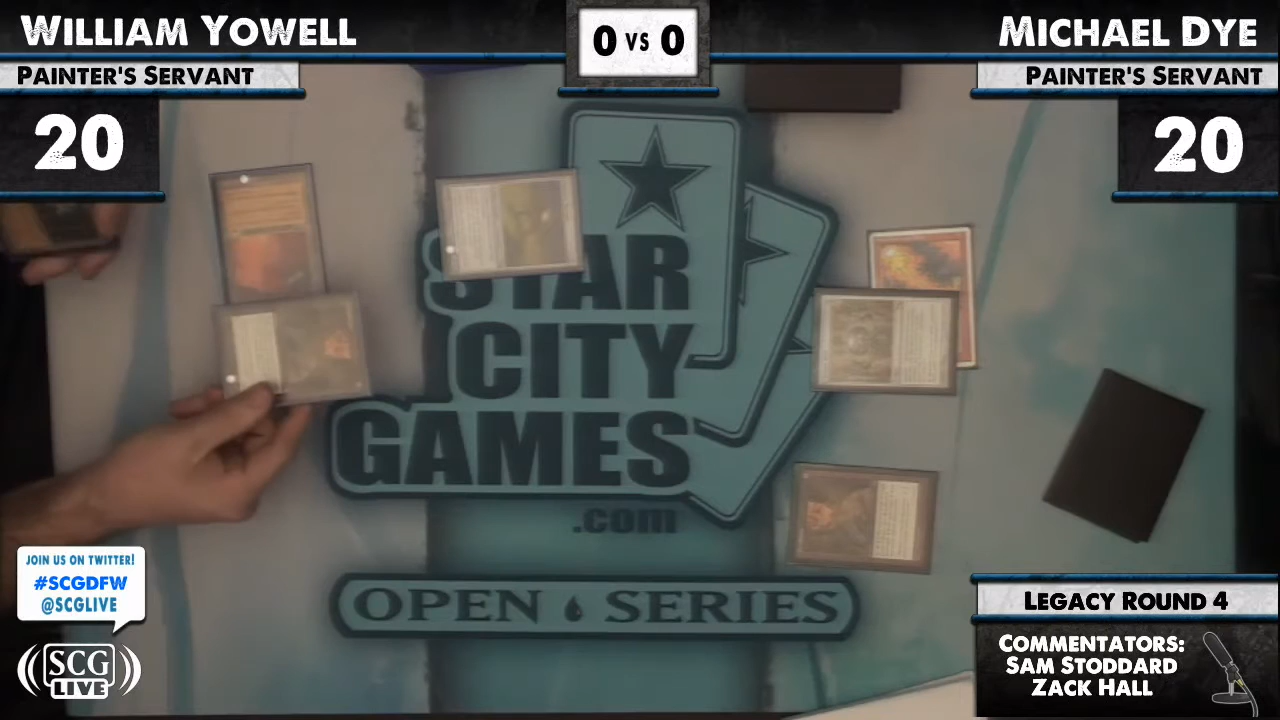 WILLIAM YOWELL
0 VS 0
MICHAEL DYE
PAINTER'S SERVANT
PAINTER'S SERVANT
20
20
STAR
CITY
GAMES
.com
OPEN SERIES
JOIN US ON TWITTER!
#SCGDFW
@SCGLIVE
SCG
LIVE
LEGACY ROUND 4
COMMENTATORS:
SAM STODDARD
ZACK HALL